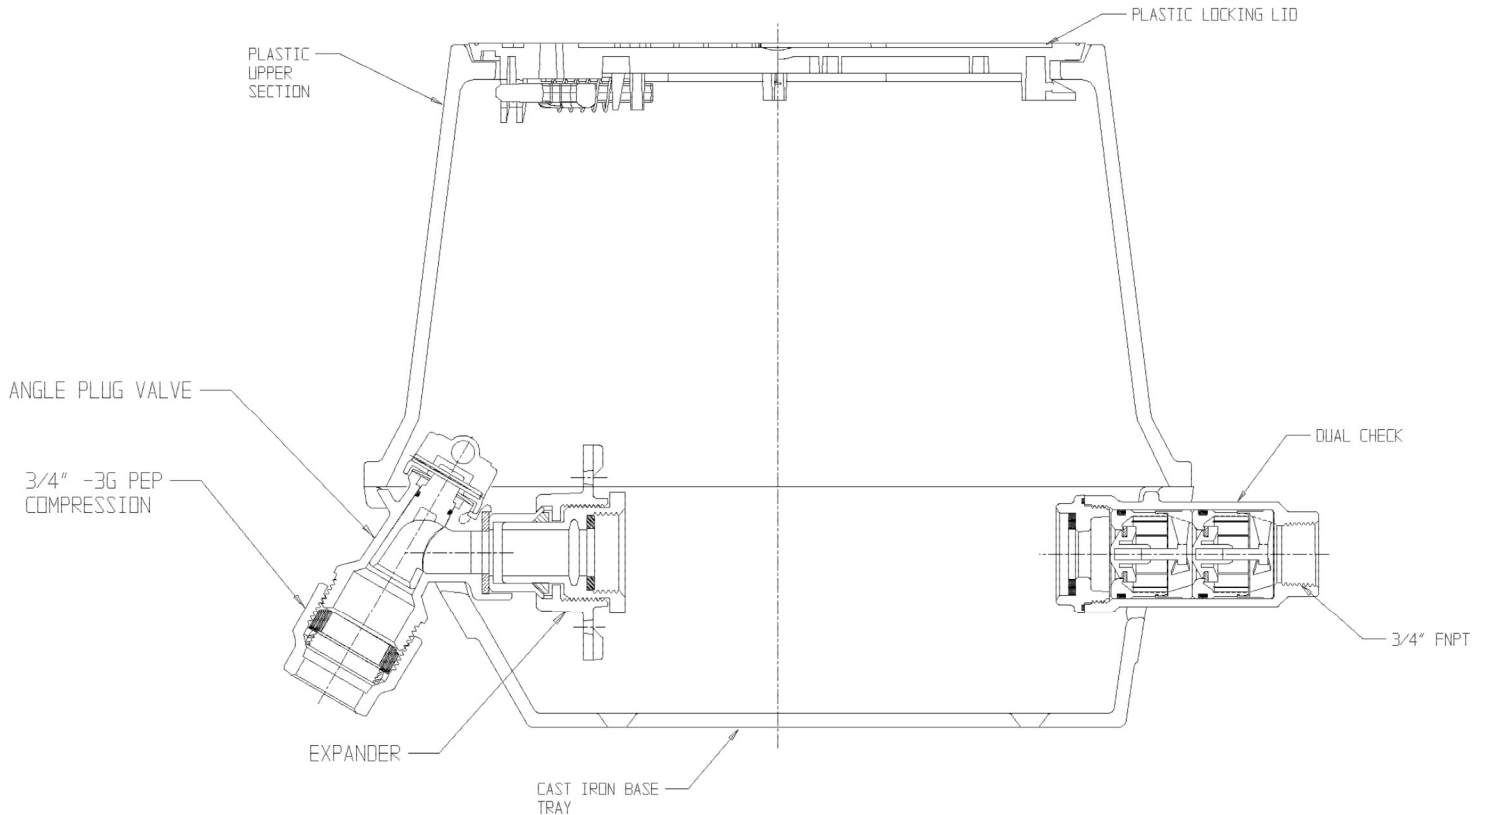 PLASTIC LOCKING LID
PLASTIC
UPPER
SECTION
ANGLE PLUG VALVE
3/4" -3G PEP
COMPRESSION
DUAL CHECK
3/4" FNPT
EXPANDER
CAST IRON BASE
TRAY